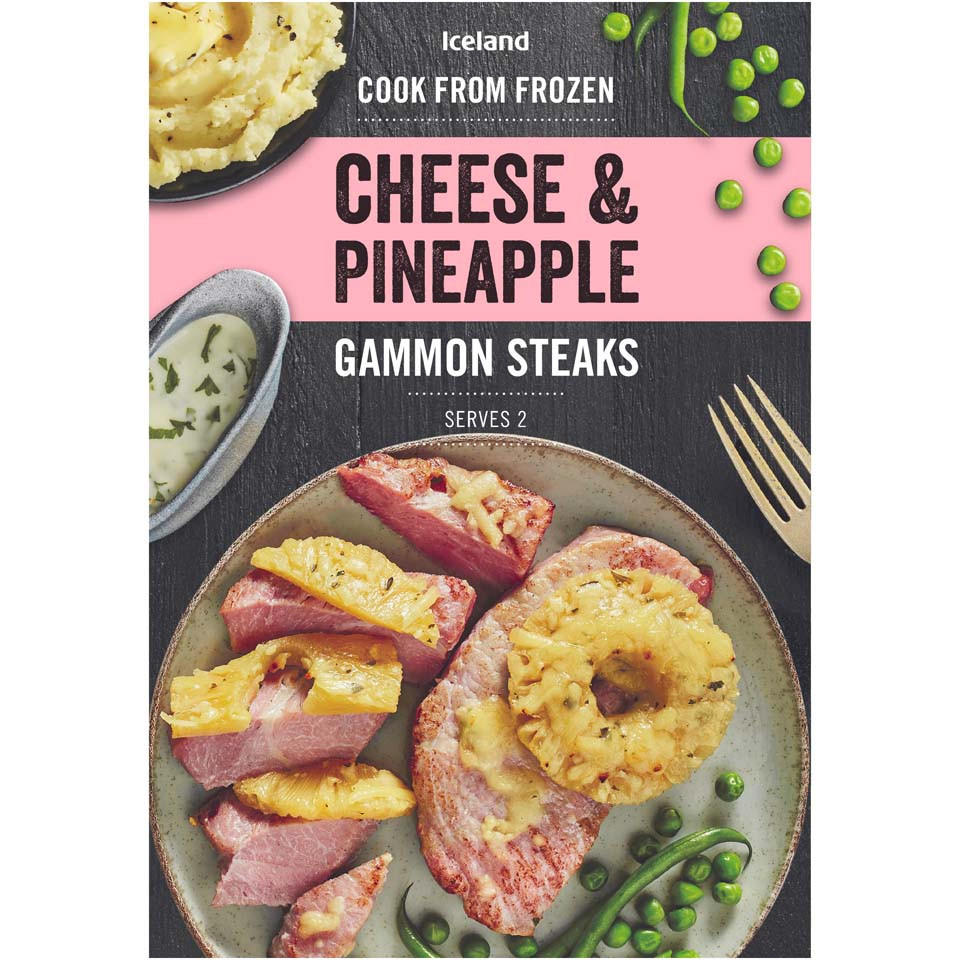 Iceland
COOK FROM FROZEN
CHEESE &
PINEAPPLE
GAMMON STEAKS
SERVES 2